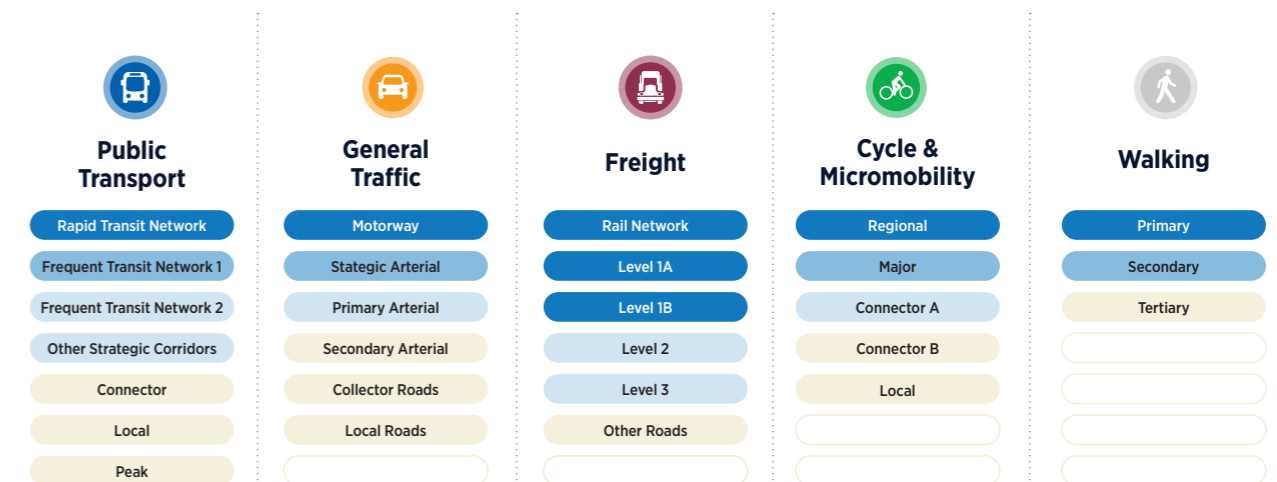 Public
Transport
Rapid Transit Network
Frequent Transit Network 1
Frequent Transit Network 2
Other Strategic Corridors
Connector
Local
Peak
General
Traffic
Motorway
Stategic Arterial
Primary Arterial
Secondary Arterial
Collector Roads
Local Roads
Freight
Rail Network
Level 1A
Level 1B
Level 2
Level 3
Other Roads
Cycle &
Micromobility
Regional
Major
Connector A
Connector B
Local
Walking
Primary
Secondary
Tertiary